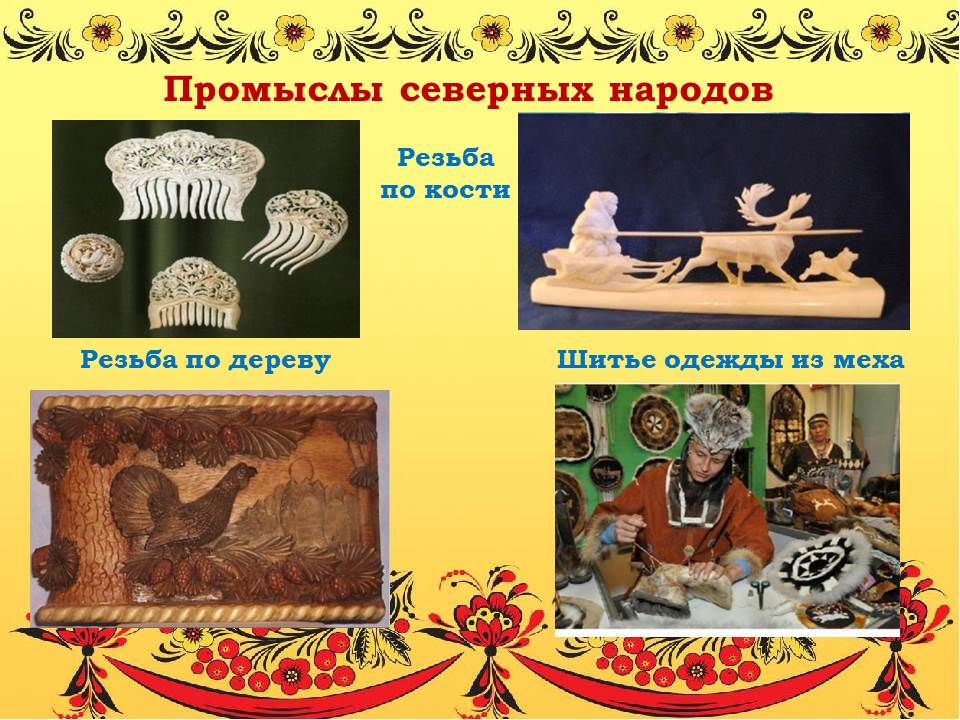 Промыслы северных народов
Резьба
по кости
Резьба по дереву
Шитье одежды из меха